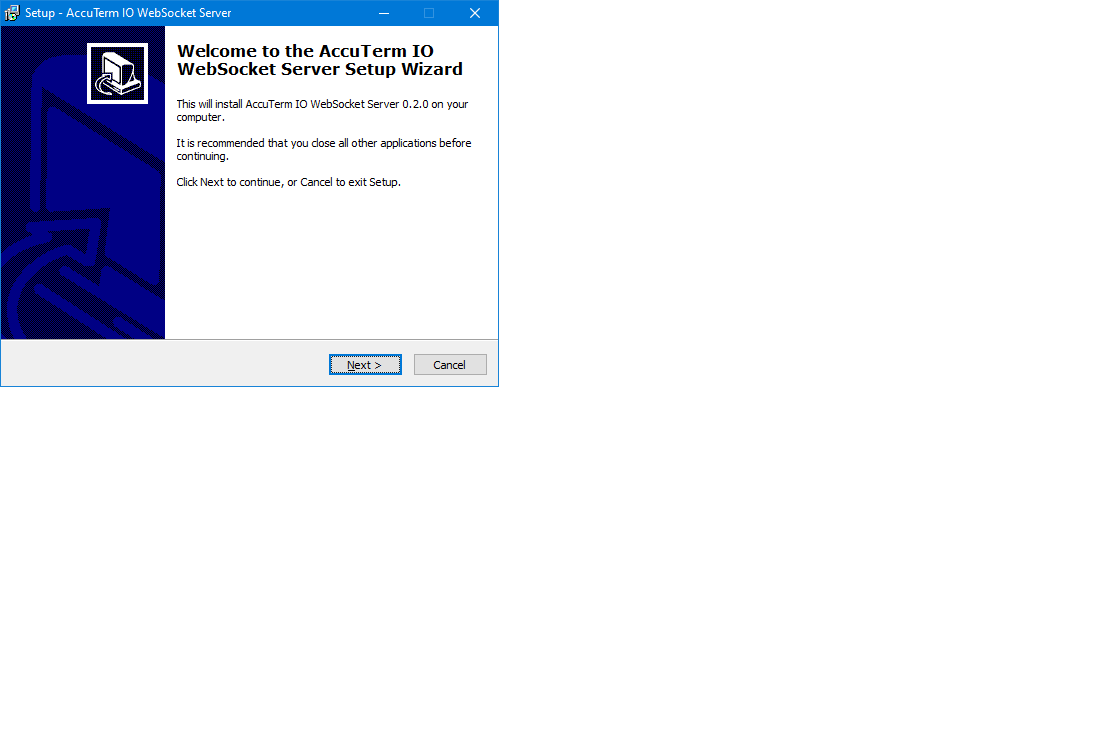 Setup - AccuTerm IO WebSocket Server
Welcome to the AccuTerm IO
WebSocket Server Setup Wizard
This will install AccuTerm IO WebSocket Server 0.2.0 on your
computer.
It is recommended that you close all other applications before
continuing.
Click Next to continue, or Cancel to exit Setup.
Next >
Cancel